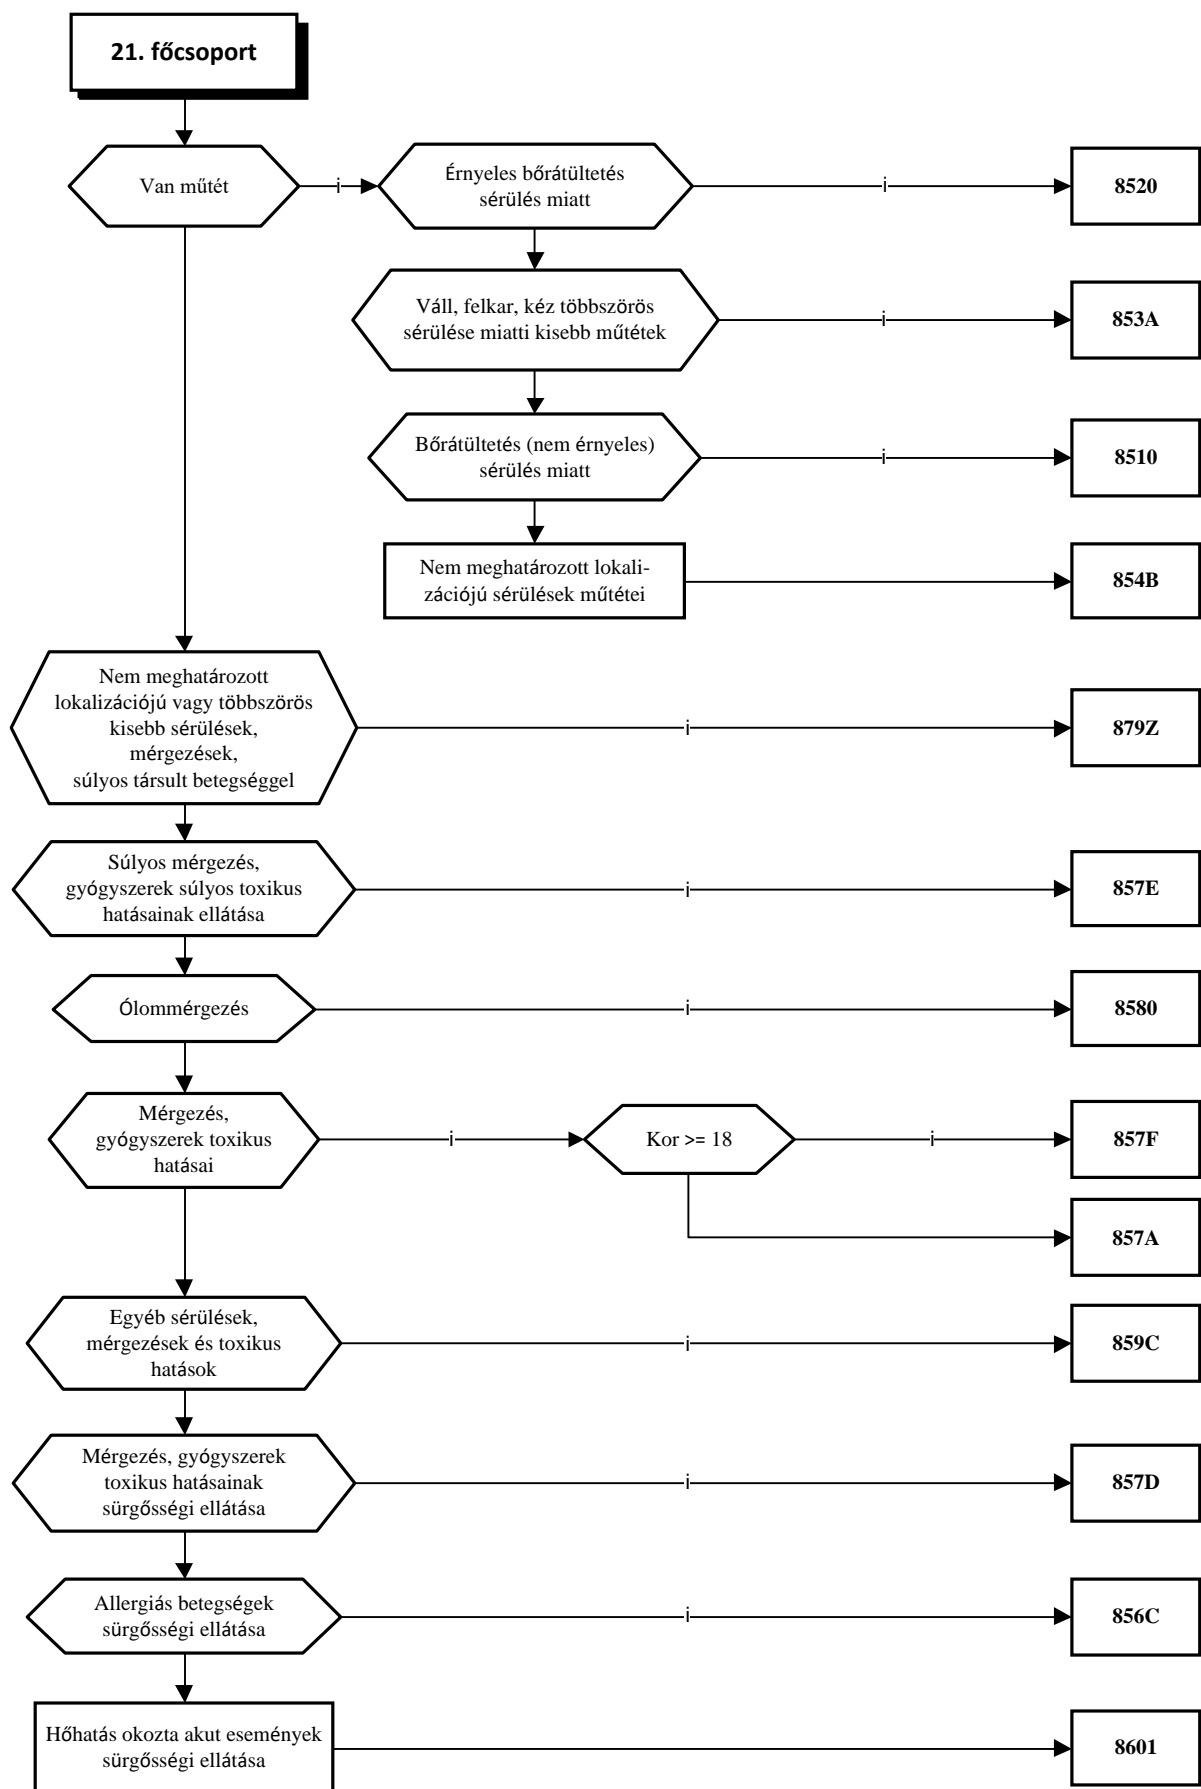 21. főcsoport
Van műtét
i
Érnyeles bőrátültetés
sérülés miatt
i
8520
Váll, felkar, kéz többszörös
sérülése miatti kisebb műtétek
i
853A
Bőrátültetés (nem érnyeles)
sérülés miatt
i
8510
Nem meghatározott lokali-
zációjú sérülések műtétei
854B
Nem meghatározott
lokalizációjú vagy többszörös
kisebb sérülések,
mérgezések,
súlyos társult betegséggel
i
879Z
Súlyos mérgezés,
gyógyszerek súlyos toxikus
hatásainak ellátása
i
857E
Ólommérgezés
i
8580
Mérgezés,
gyógyszerek toxikus
hatásai
i
Kor >= 18
i
857F
857A
Egyéb sérülések,
mérgezések és toxikus
hatások
i
859C
Mérgezés, gyógyszerek
toxikus hatásainak
sürgősségi ellátása
i
857D
Allergiás betegségek
sürgősségi ellátása
i
856C
Hőhatás okozta akut események
sürgősségi ellátása
8601